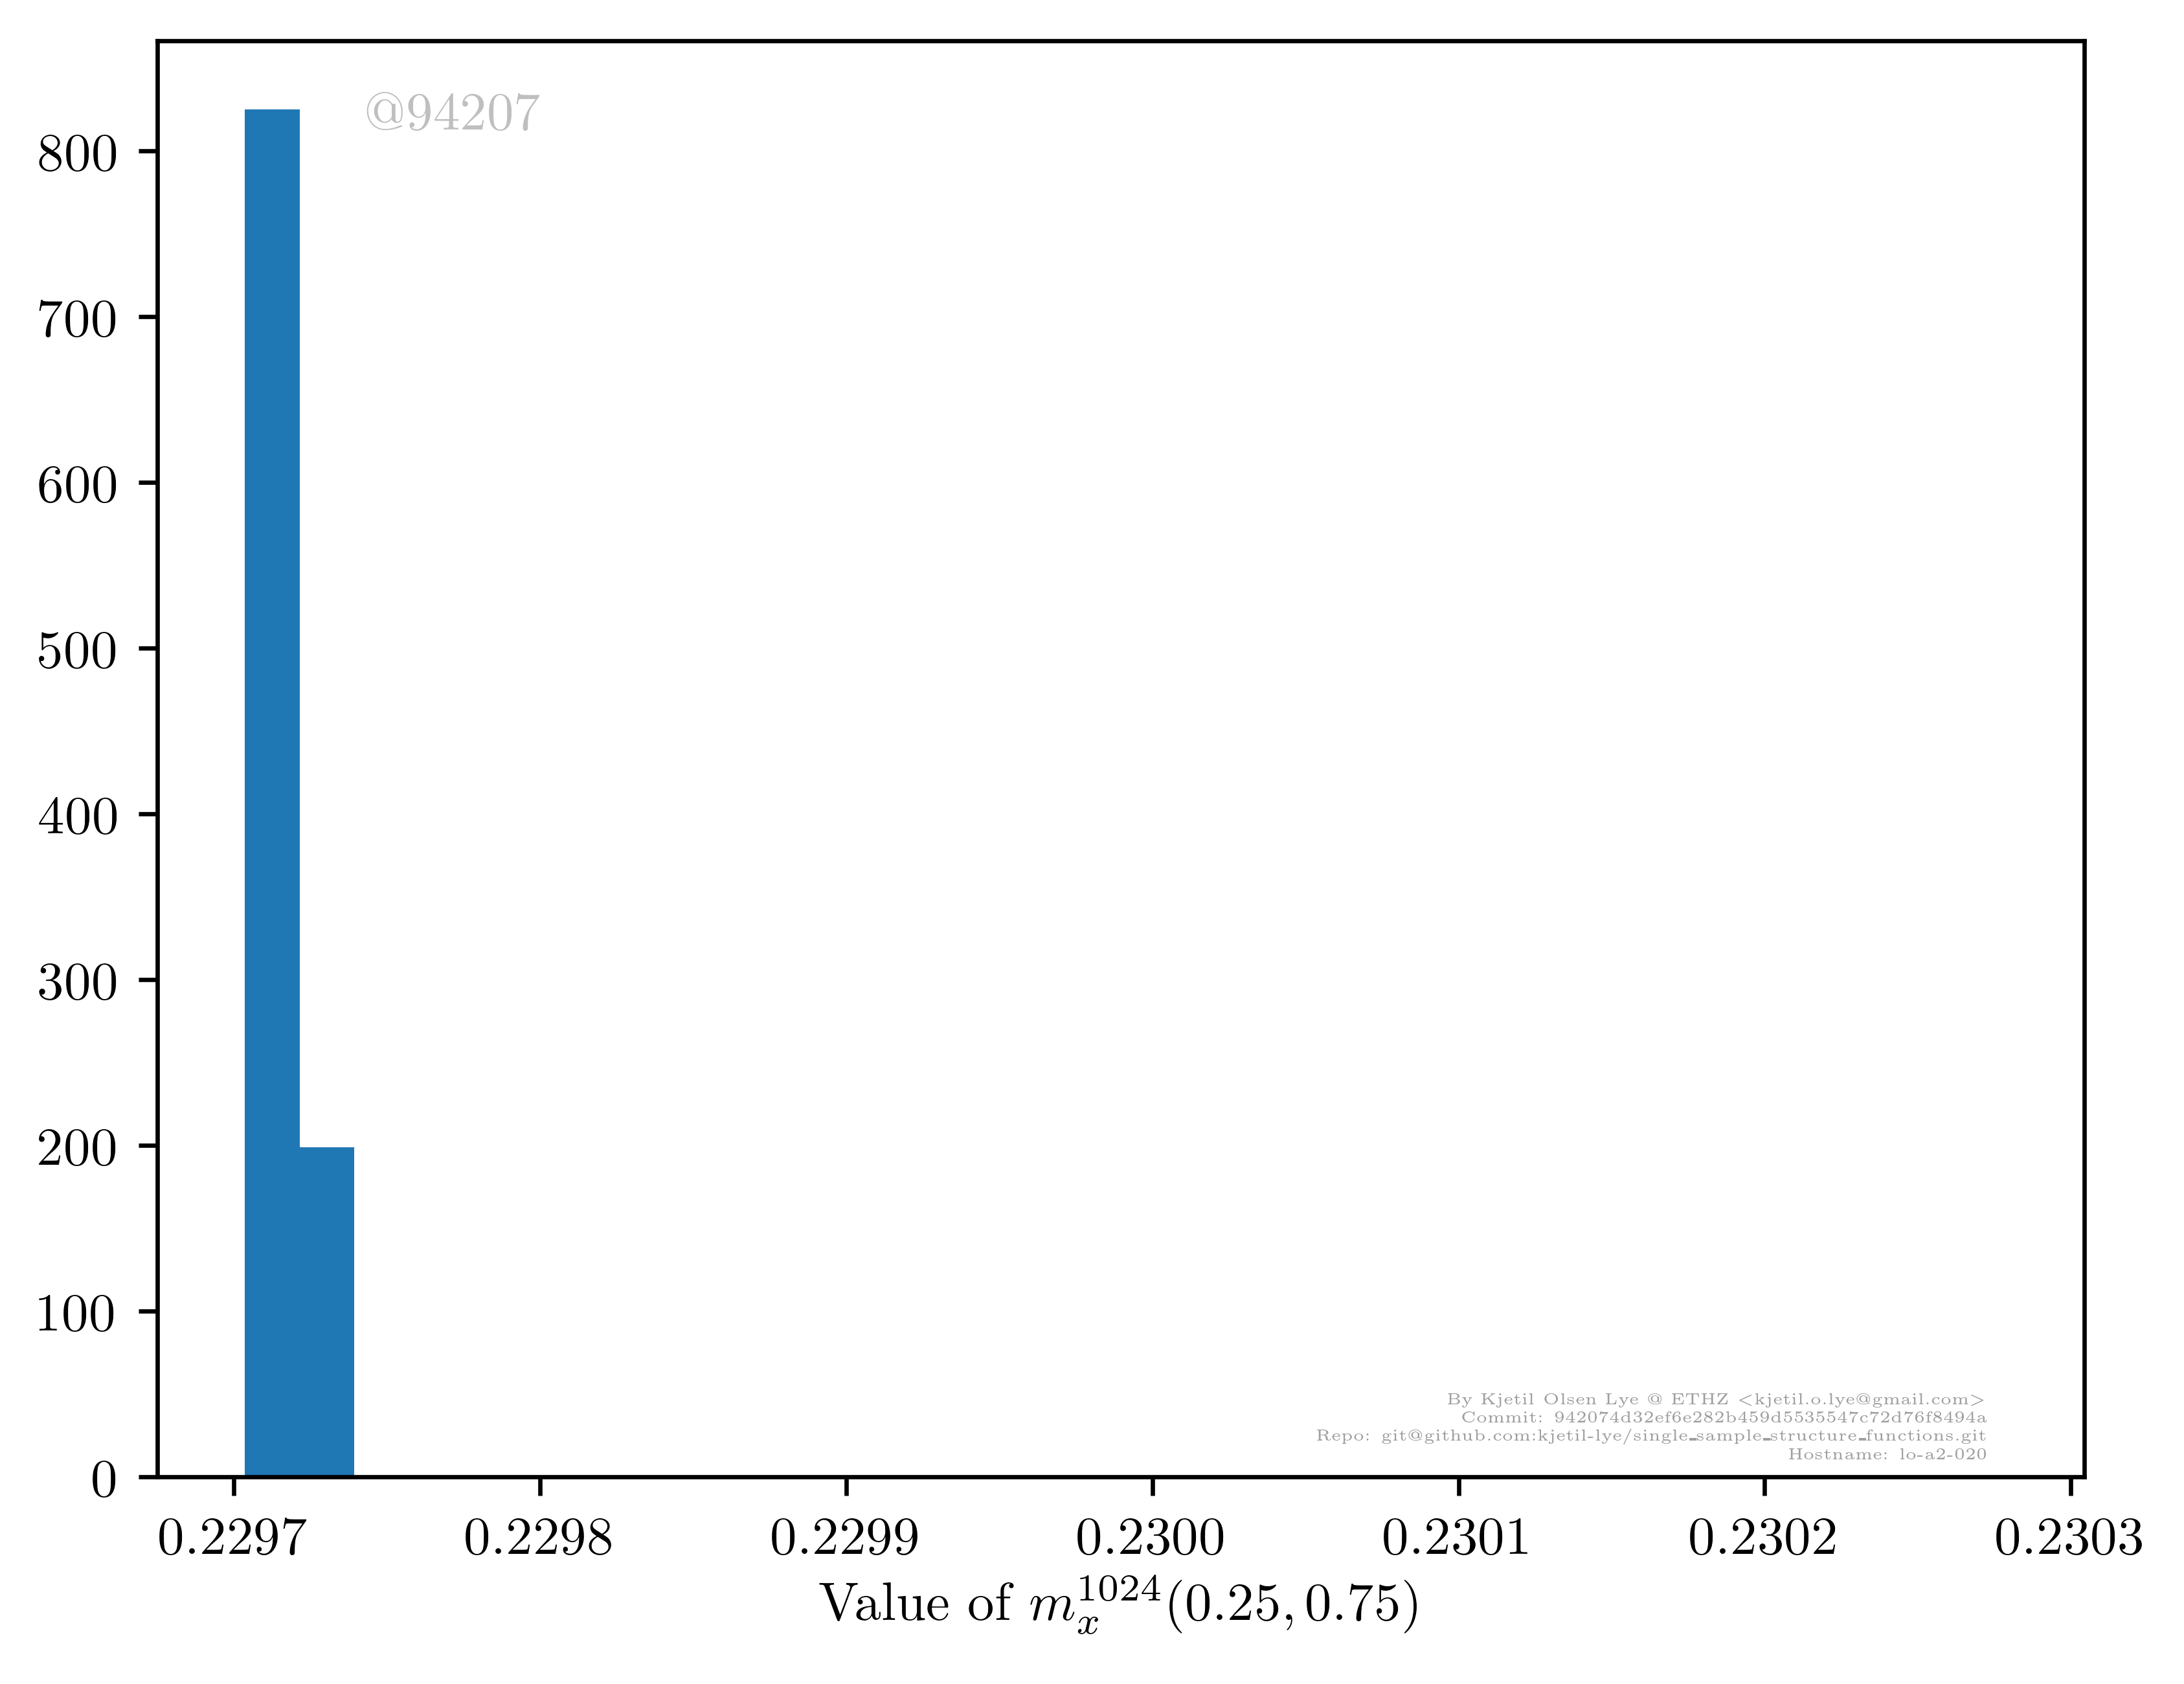 @94207
800
700
600
500
400
300
200
100
0
By Kjetil Olsen Lye @ ETHZ <kjetil.o.lye@gmail.com>
Commit: 942074d32ef6e282b459d5535547c72d76f8494a
Repo: git@github.com:kjetil-lye/single_sample_structure_functions.git
Hostname: lo-a2-020
0.2297 0.2298 0.2299 0.2300 0.2301 0.2302 0.2303
Value of $m_x^{1024}(0.25, 0.75)$